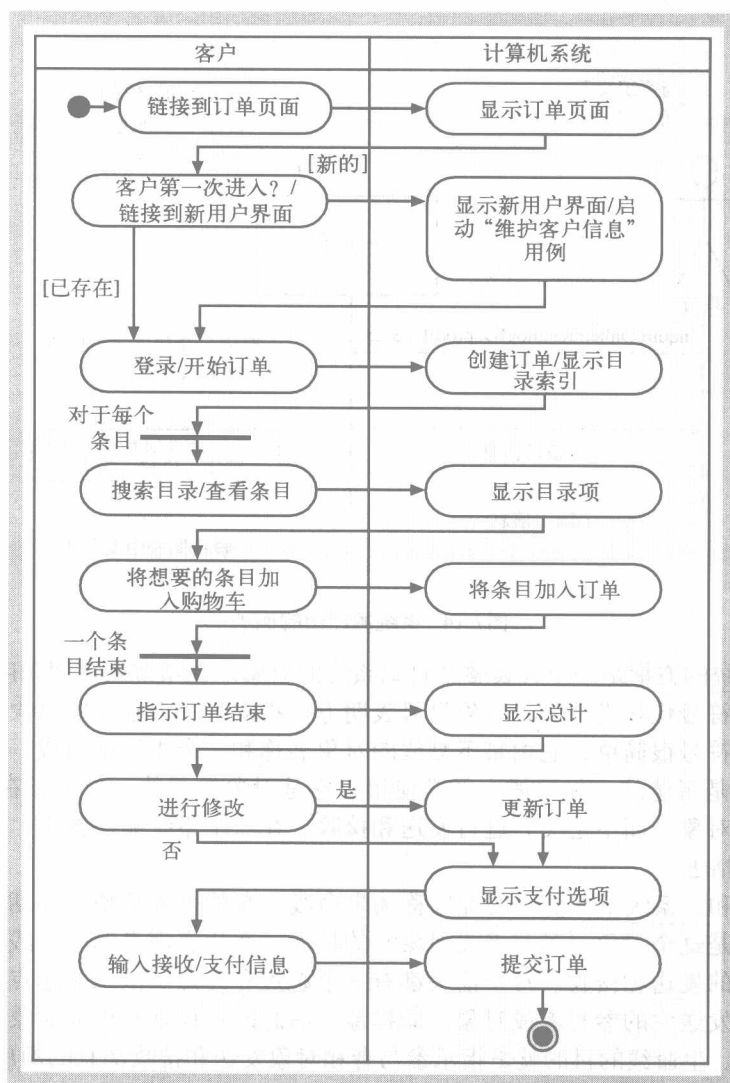 客户
计算机系统
链接到订单页面
显示订单页面
[新的]
客户第一次进入？/
链接到新用户界面
显示新用户界面/启
动“维护客户信息”
用例
[已存在]
登录/开始订单
创建订单/显示目
录索引
对于每个
条目
搜索目录/查看条目
显示目录项
将想要的条目加
入购物车
将条目加入订单
一个条
目结束
指示订单结束
显示总计
进行修改
是
更新订单
否
显示支付选项
输入接收/支付信息
提交订单